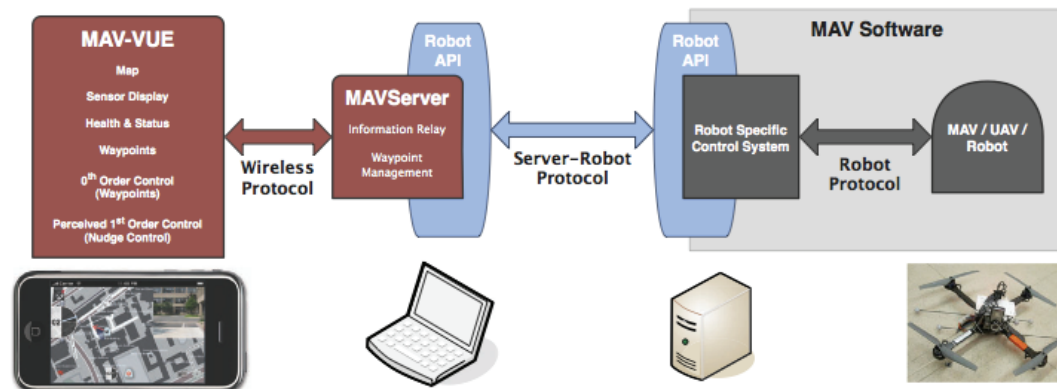 MAV-VUE
Map
Sensor Display
Health & Status
Waypoints
0th Order Control
(Waypoints)
Perceived 1st Order Control
(Nudge Control)
Wireless
Protocol
MAVServer
Information Relay
Waypoint
Management
Robot
API
Server–Robot
Protocol
Robot
API
MAV Software
Robot Specific
Control System
Robot
Protocol
MAV / UAV /
Robot